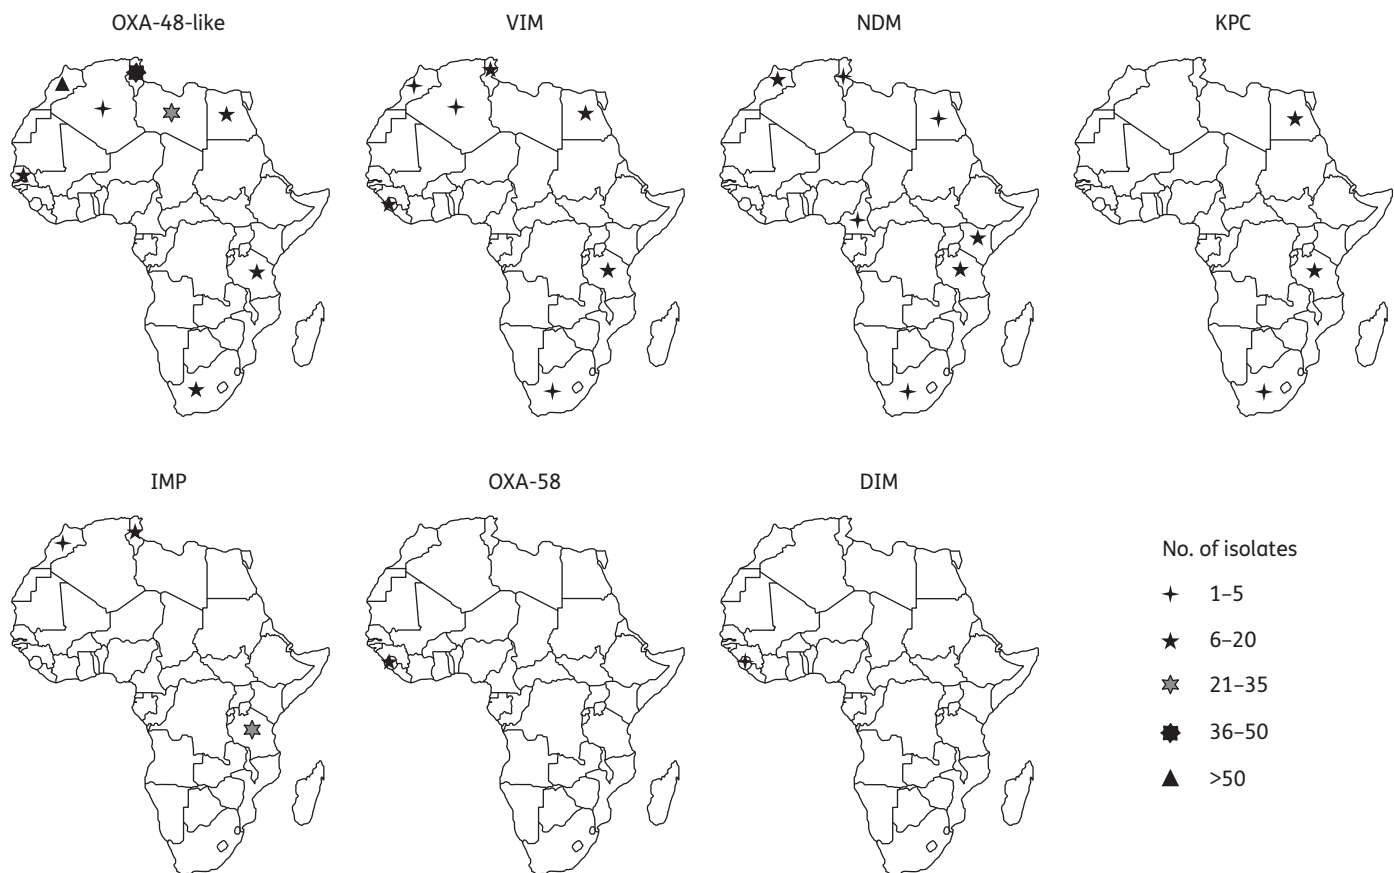 OXA-48-like
VIM
NDM
KPC
IMP
OXA-58
DIM
No. of isolates
1–5
6–20
21–35
36–50
>50